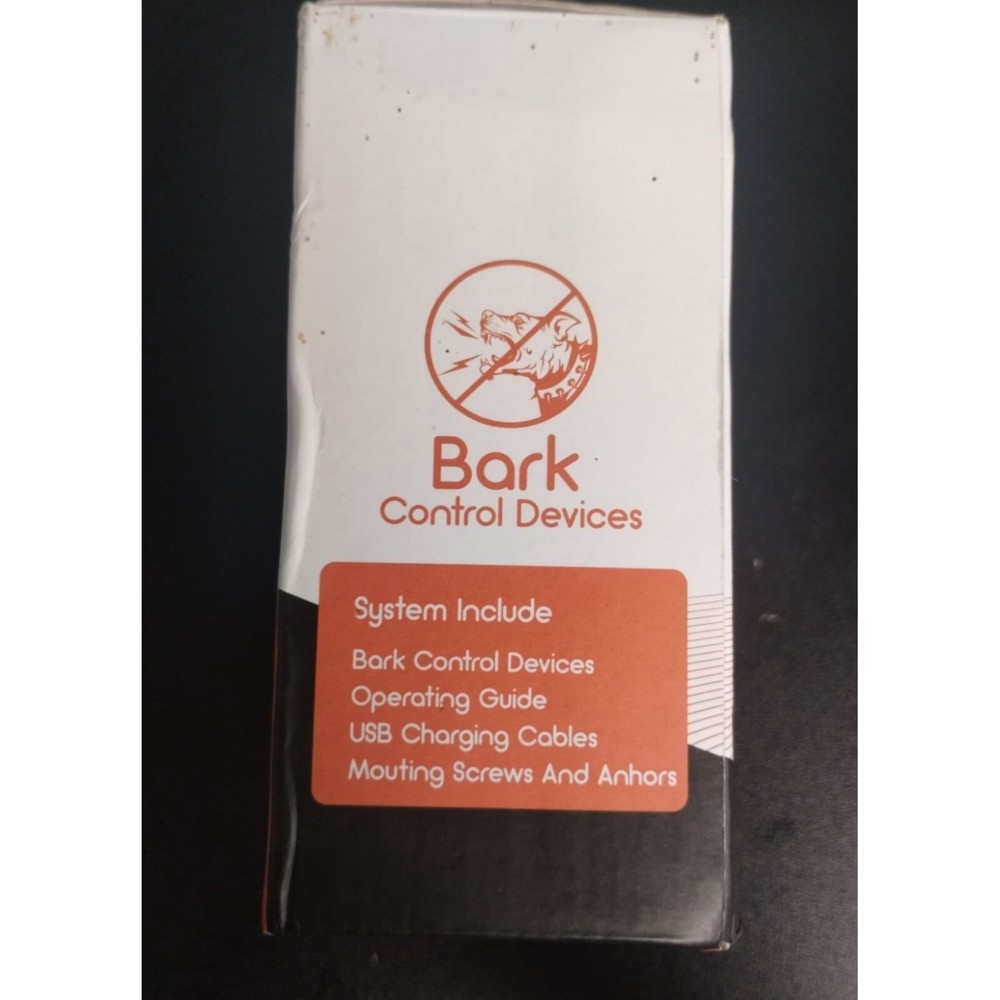 Bark
Control Devices
System Include
Bark Control Devices
Operating Guide
USB Charging Cables
Mouting Screws And Anhors